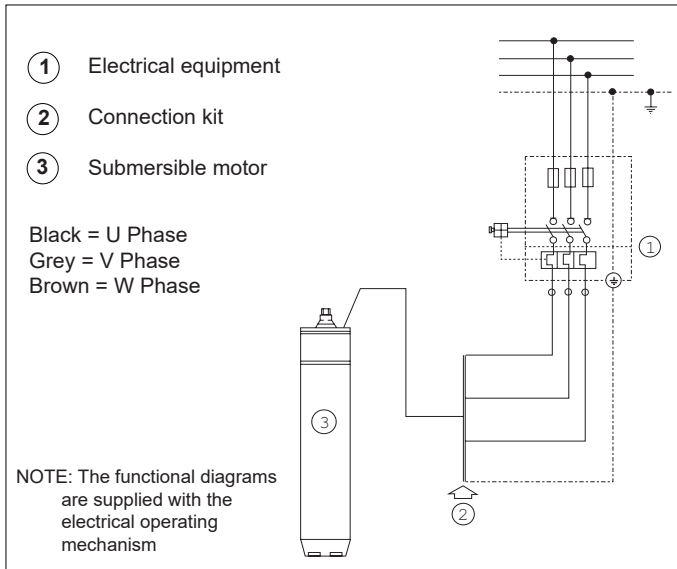 1 Electrical equipment
2 Connection kit
3 Submersible motor
Black = U Phase
Grey = V Phase
Brown = W Phase
1
3
NOTE: The functional diagrams
are supplied with the
electrical operating
mechanism
2